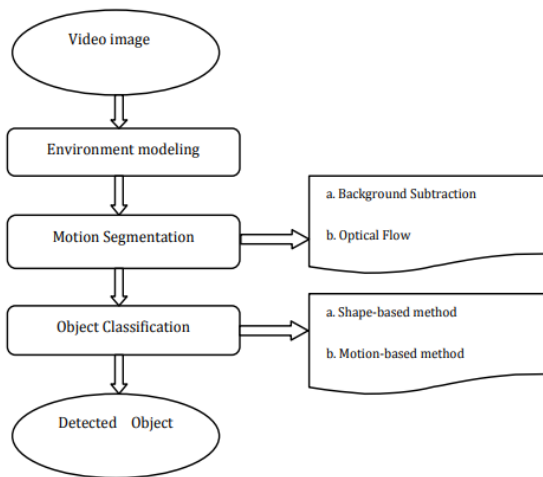 Video image
Environment modeling
Motion Segmentation
a. Background Subtraction
b. Optical Flow
Object Classification
a. Shape-based method
b. Motion-based method
Detected Object